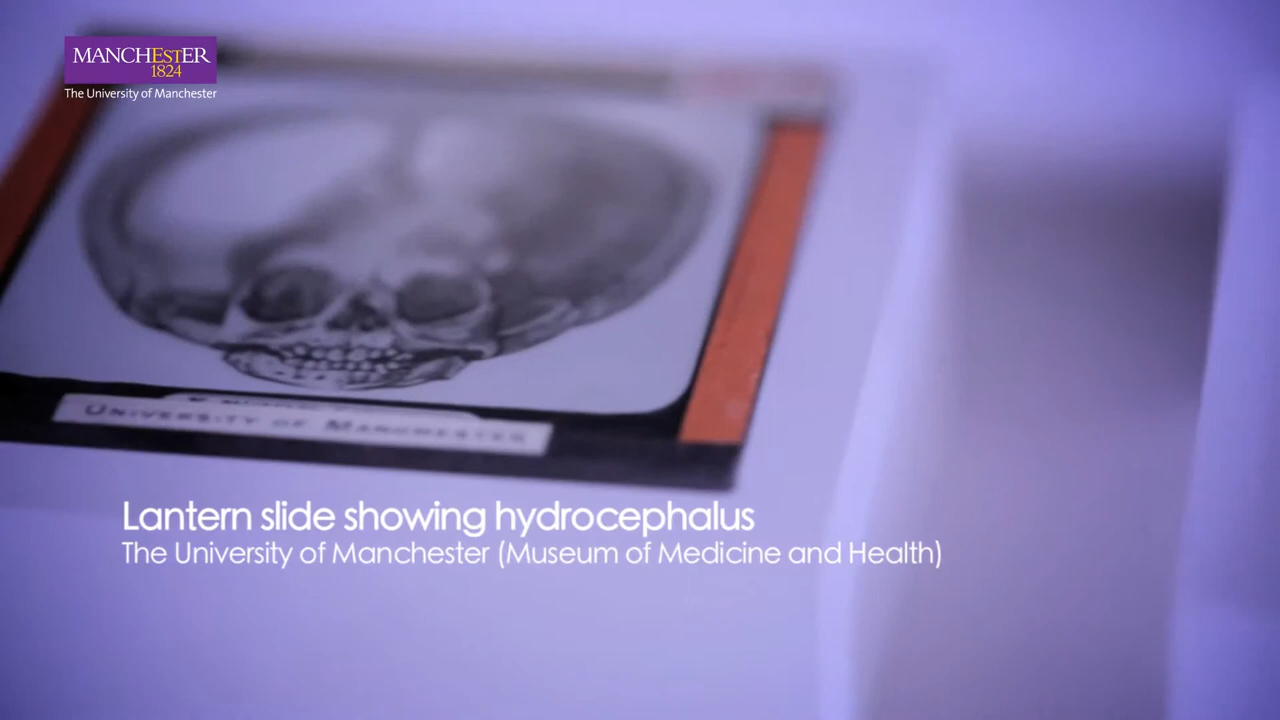 MANCHESTER
1824
The University of Manchester
UNIVERSITY OF MANCHESTER
Lantern slide showing hydrocephalus
The University of Manchester (Museum of Medicine and Health)